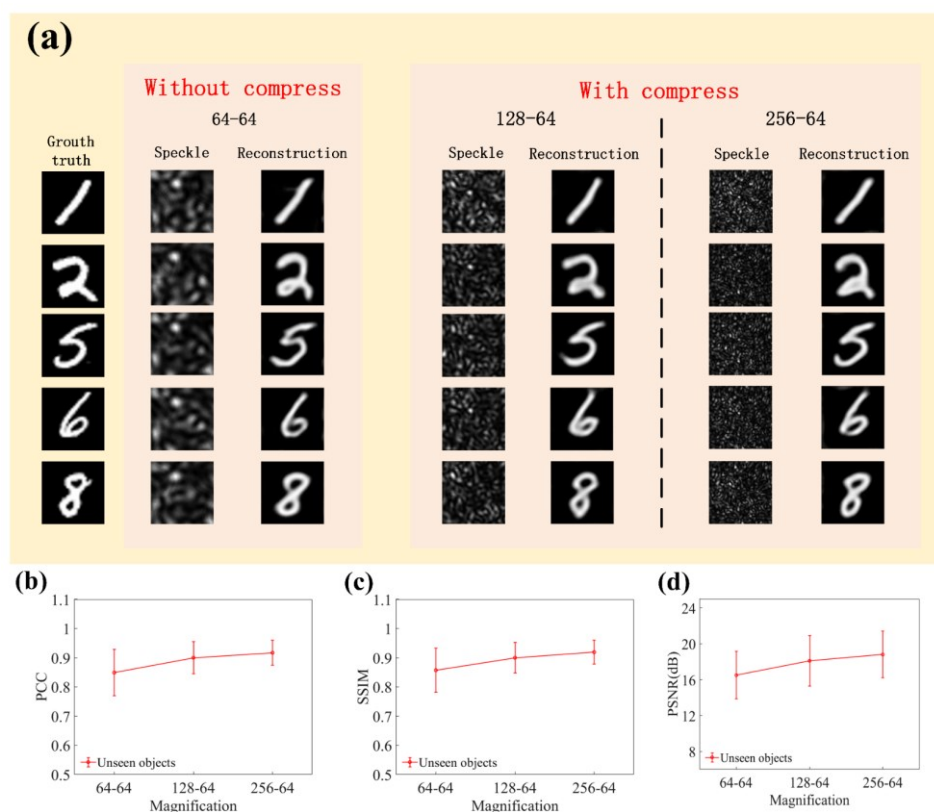 (a)
Without compress
With compress
64-64
128-64
256-64
Grouth
truth
Speckle Reconstruction
Speckle Reconstruction
Speckle Reconstruction
(b)
1.1
1
0.9
0.8
0.7
0.6
0.5
PCC
Unseen objects
64-64 128-64 256-64
Magnification
(c)
1.1
1
0.9
0.8
0.7
0.6
0.5
SSIM
Unseen objects
64-64 128-64 256-64
Magnification
(d)
24
20
16
12
8
PSNR(dB)
Unseen objects
64-64 128-64 256-64
Magnification